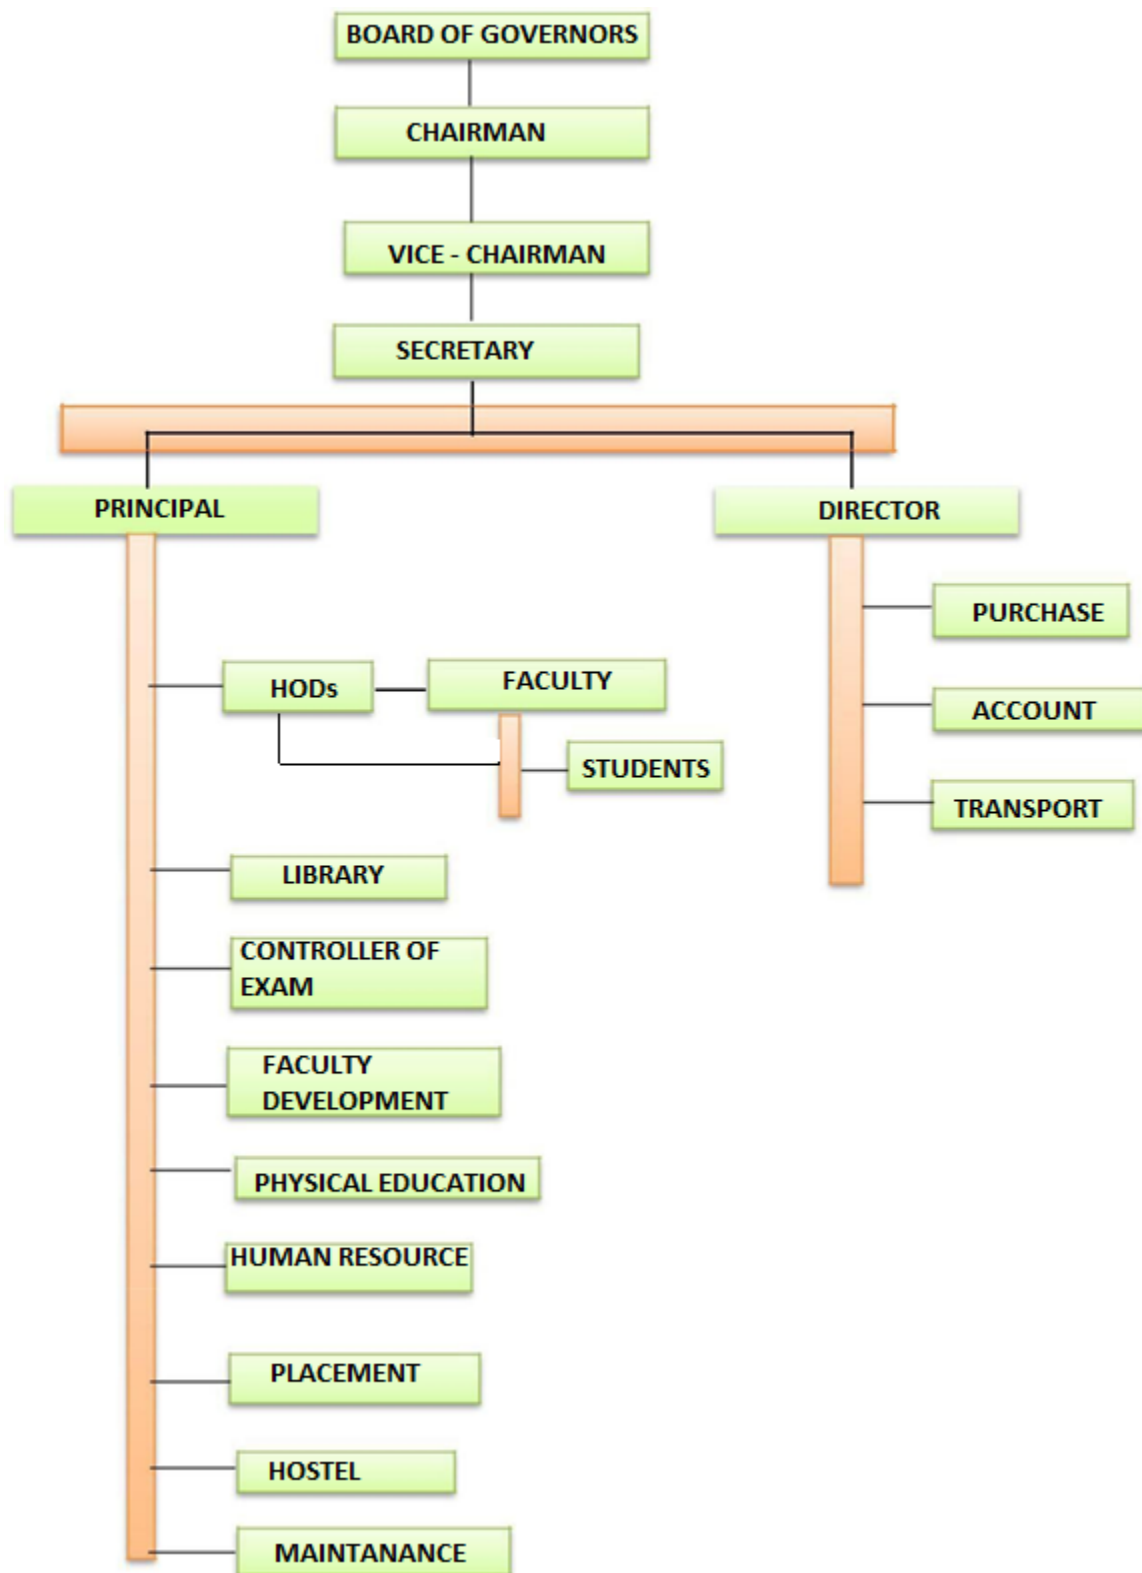 BOARD OF GOVERNORS
CHAIRMAN
VICE - CHAIRMAN
SECRETARY
PRINCIPAL
DIRECTOR
PURCHASE
HODs
FACULTY
ACCOUNT
STUDENTS
TRANSPORT
LIBRARY
CONTROLLER OF
EXAM
FACULTY
DEVELOPMENT
PHYSICAL EDUCATION
HUMAN RESOURCE
PLACEMENT
HOSTEL
MAINTANANCE